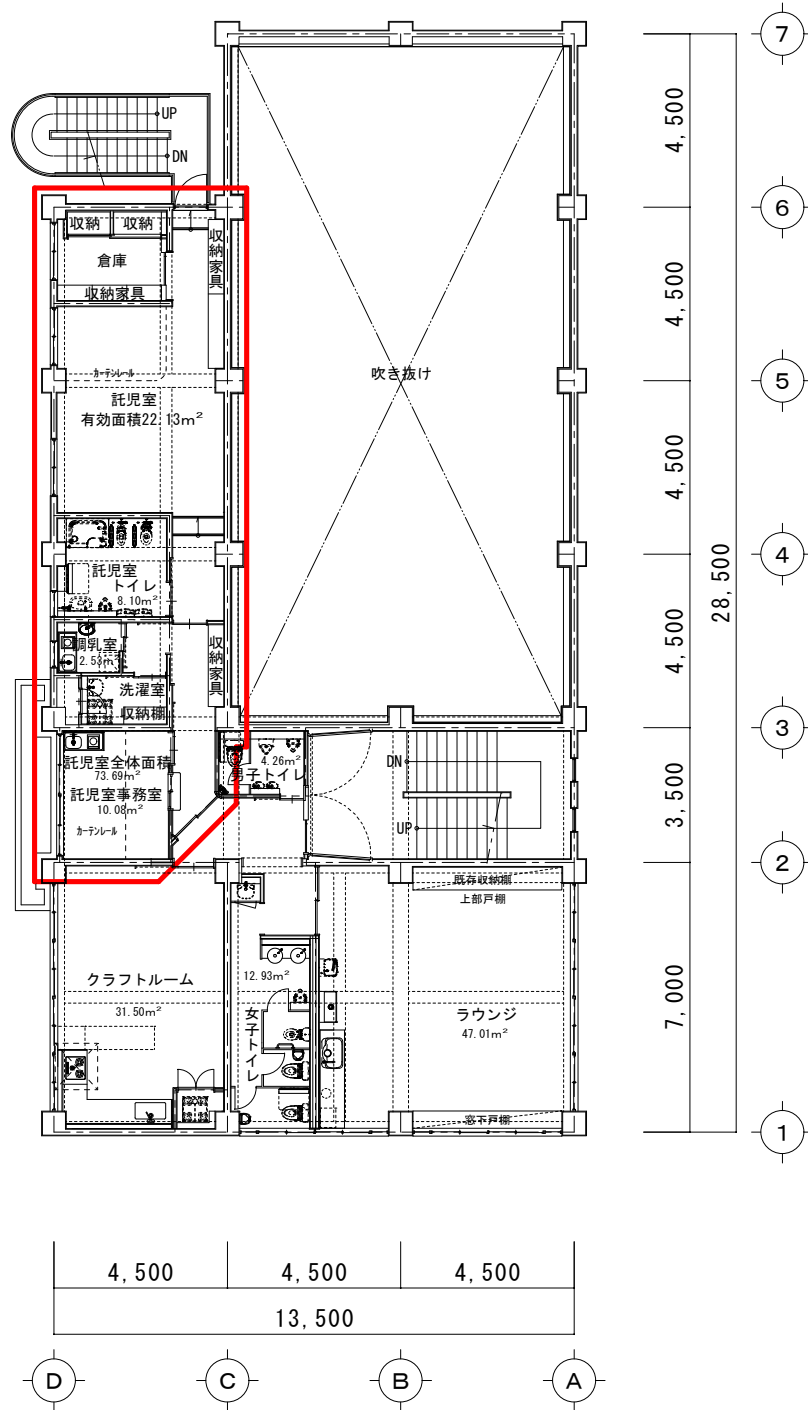 7
4,500
UP
DN
6
収納
収納
収納家具
倉庫
収納家具
4,500
カーテンレール
吹き抜け
5
託児室
有効面積22.13m²
4,500
28,500
4
託児室
トイレ
8.10m²
調乳室
2.53m²
収納家具
4,500
洗濯室
収納棚
3
託児室全体面積
73.69m²
託児室事務室
10.08m²
カーテンレール
4.26m²
男子トイレ
DN
UP
3,500
2
既存収納棚
上部戸棚
クラフトルーム
31.50m²
12.93m²
女子トイレ
ラウンジ
47.01m²
7,000
窓下戸棚
1
4,500
4,500
4,500
13,500
D
C
B
A